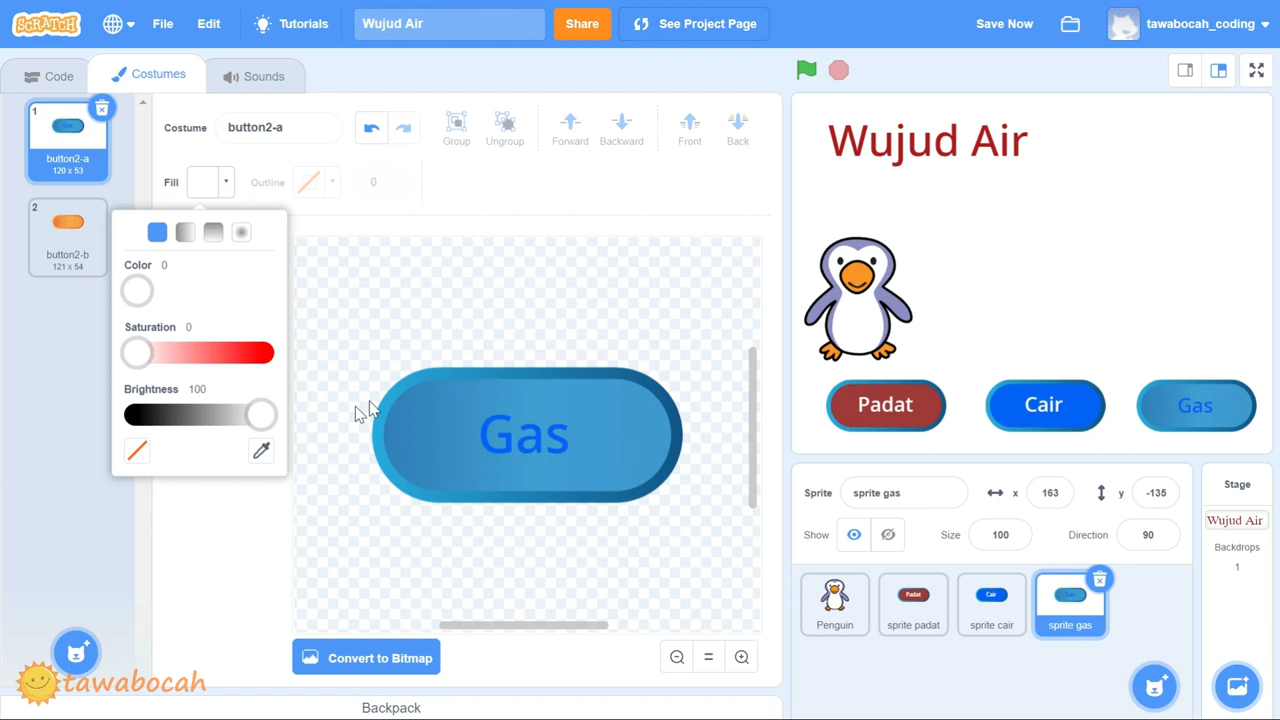 SCRATCH File Edit Tutorials Wujud Air Share See Project Page Save Now tawabocah_coding
Code Costumes Sounds
1
button2-a
120 x 53
2
button2-b
121 x 54
Costume button2-a Group Ungroup Forward Backward Front Back
Fill Outline 0
Color 0
Saturation 0
Brightness 100
Gas
Convert to Bitmap
tawabocah
Backpack
Wujud Air
Padat Cair Gas
Sprite sprite gas x 163 y -135
Show Size 100 Direction 90
Penguin
Padat
sprite padat
Cair
sprite cair
Gas
sprite gas
Stage
Wujud Air
Backdrops
1